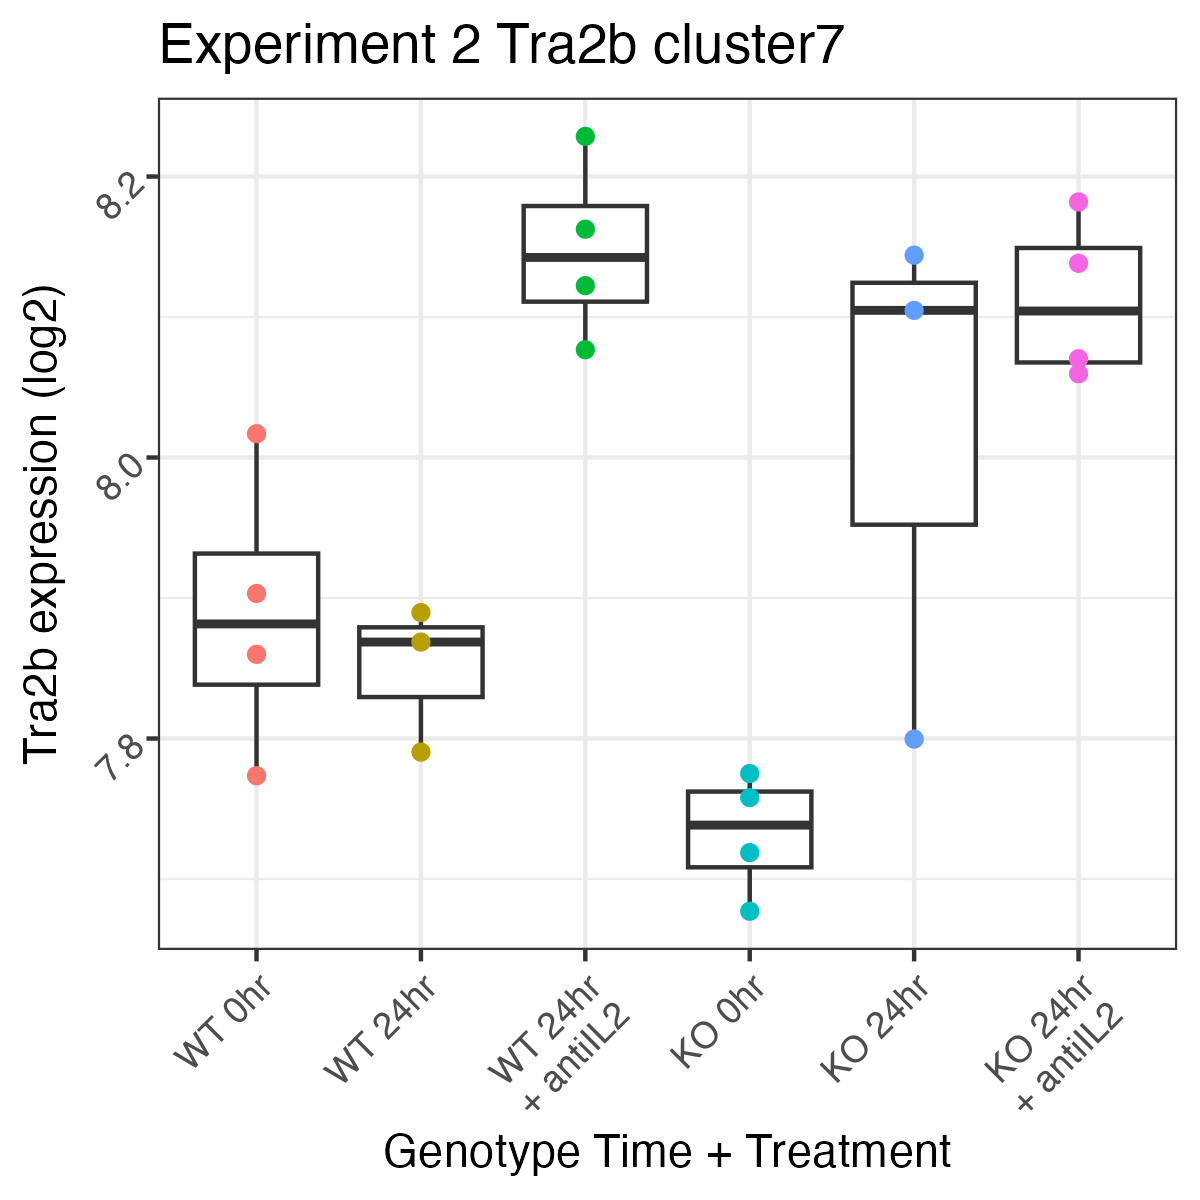 Experiment 2 Tra2b cluster7
Tra2b expression (log2)
8.2
8.0
7.8
WT 0hr
WT 24hr
WT 24hr
+ antiIL2
KO 0hr
KO 24hr
KO 24hr
+ antiIL2
Genotype Time + Treatment